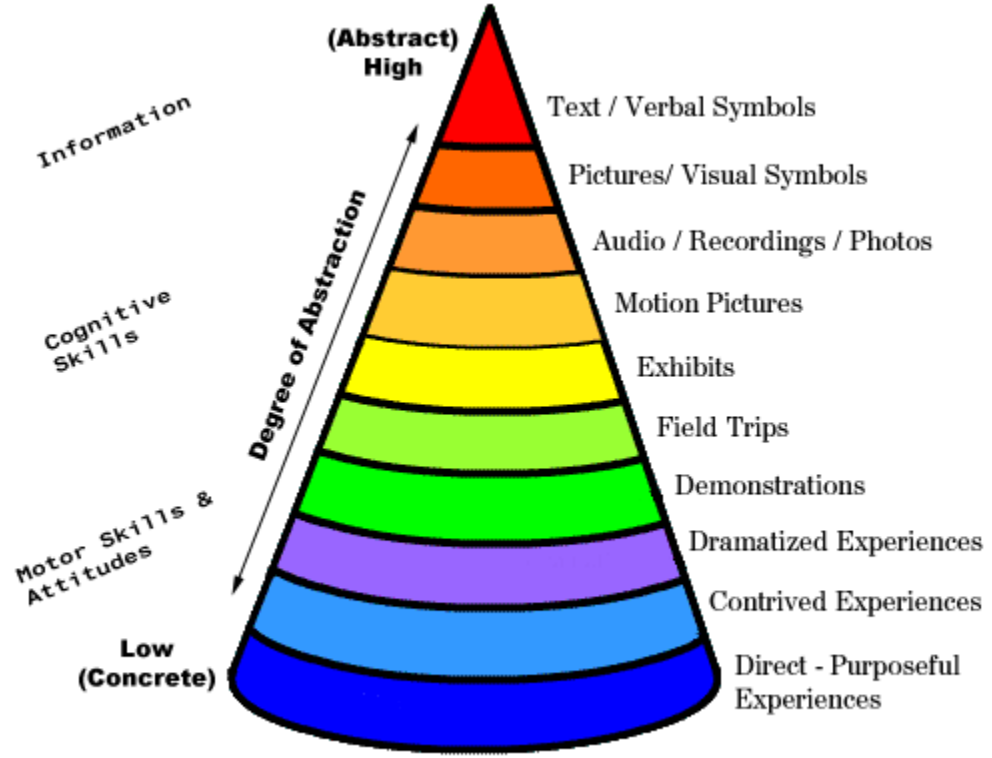 (Abstract)
High
Information
Text / Verbal Symbols
Pictures/ Visual Symbols
Audio / Recordings / Photos
Motion Pictures
Cognitive
Skills
Degree of Abstraction
Exhibits
Field Trips
Demonstrations
Motor Skills &
Attitudes
Dramatized Experiences
Contrived Experiences
Low
(Concrete)
Direct - Purposeful
Experiences